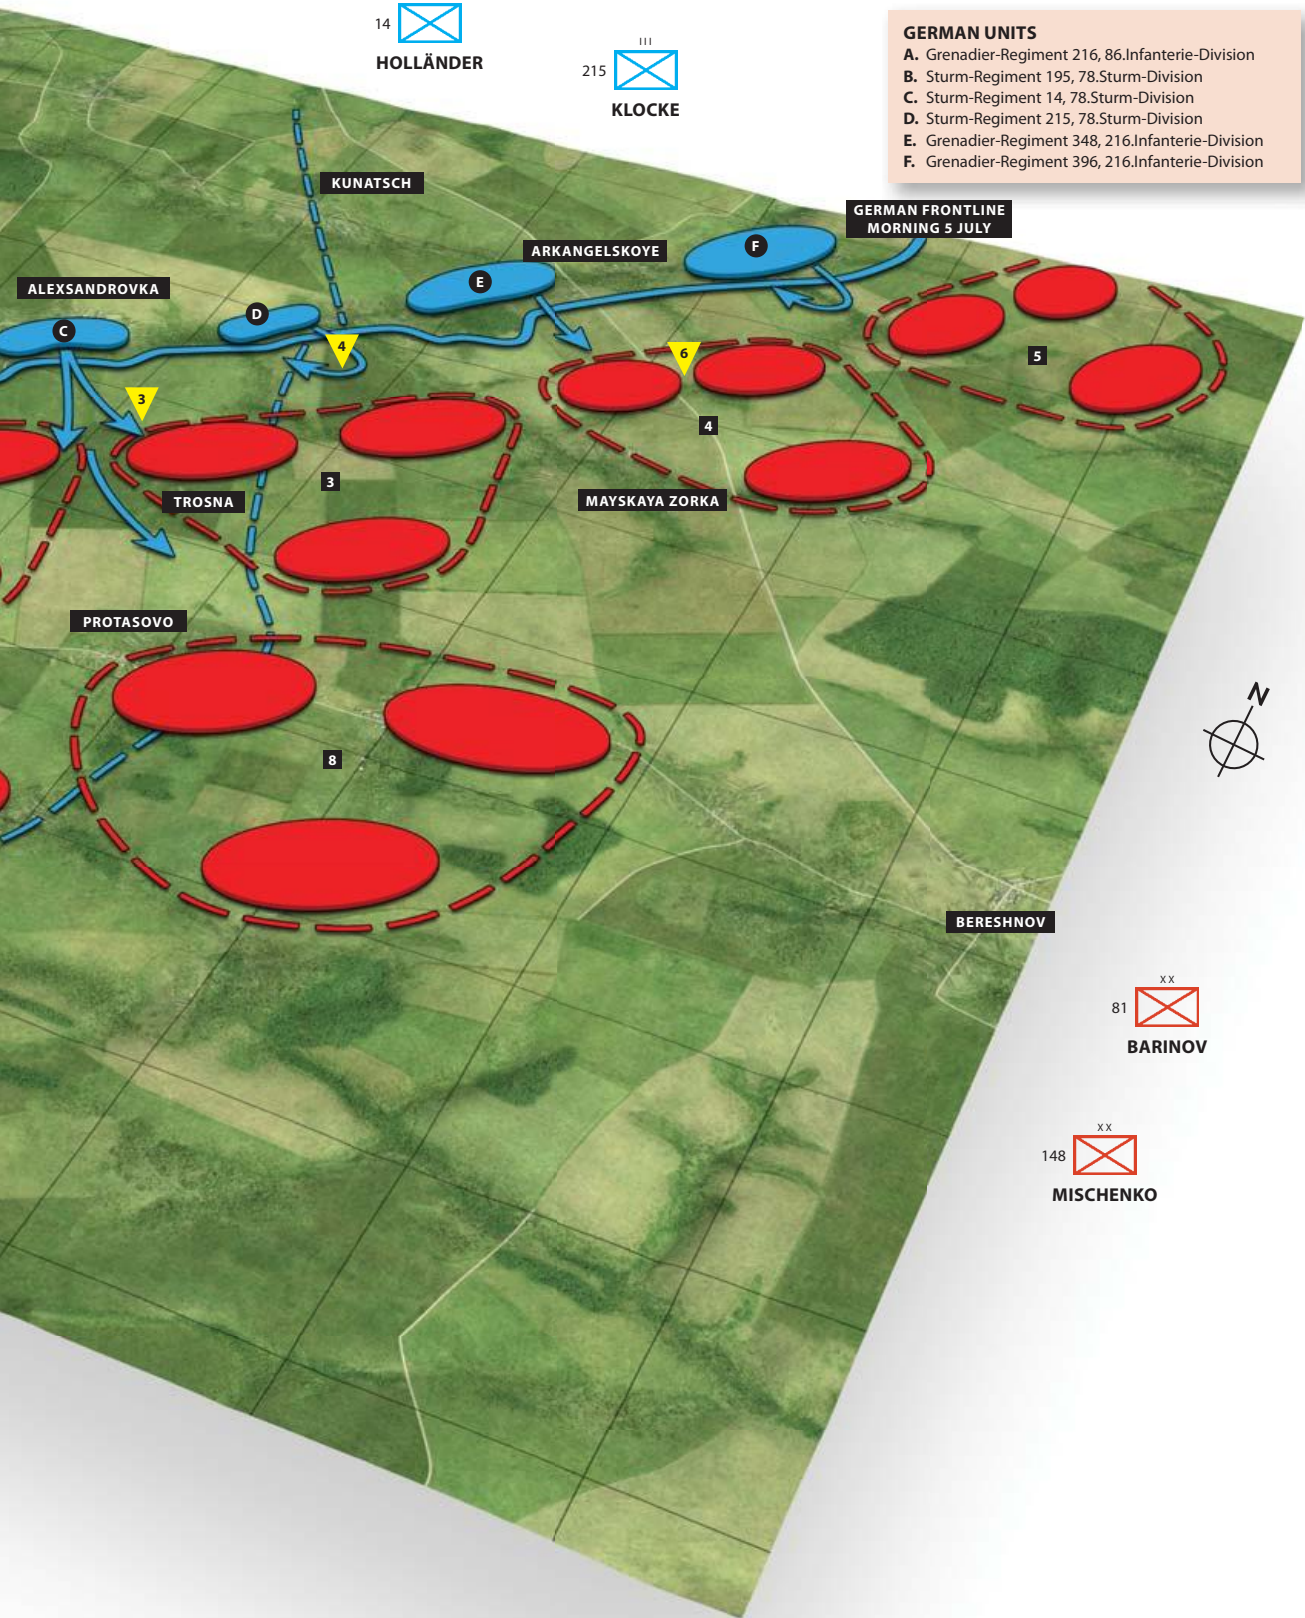 14
HOLLÄNDER
III
215
KLOCKE
GERMAN UNITS
A. Grenadier-Regiment 216, 86.Infanterie-Division
B. Sturm-Regiment 195, 78.Sturm-Division
C. Sturm-Regiment 14, 78.Sturm-Division
D. Sturm-Regiment 215, 78.Sturm-Division
E. Grenadier-Regiment 348, 216.Infanterie-Division
F. Grenadier-Regiment 396, 216.Infanterie-Division
KUNATSCH
GERMAN FRONTLINE
MORNING 5 JULY
ARKANGELSKOYE
F
E
ALEXSANDROVKA
D
C
4
6
5
3
4
3
TROSNA
MAYSKAYA ZORKA
PROTASOVO
N
8
BERESHNOV
XX
81
BARINOV
XX
148
MISCHENKO